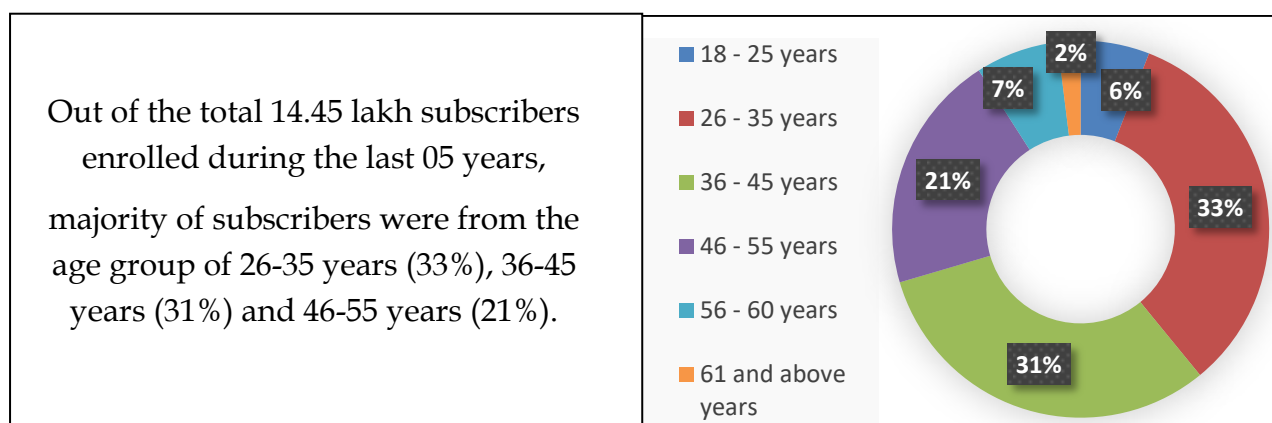 Out of the total 14.45 lakh subscribers
enrolled during the last 05 years,
majority of subscribers were from the
age group of 26-35 years (33%), 36-45
years (31%) and 46-55 years (21%).
18 - 25 years
26 - 35 years
36 - 45 years
46 - 55 years
56 - 60 years
61 and above
years
2%
6%
7%
21%
33%
31%